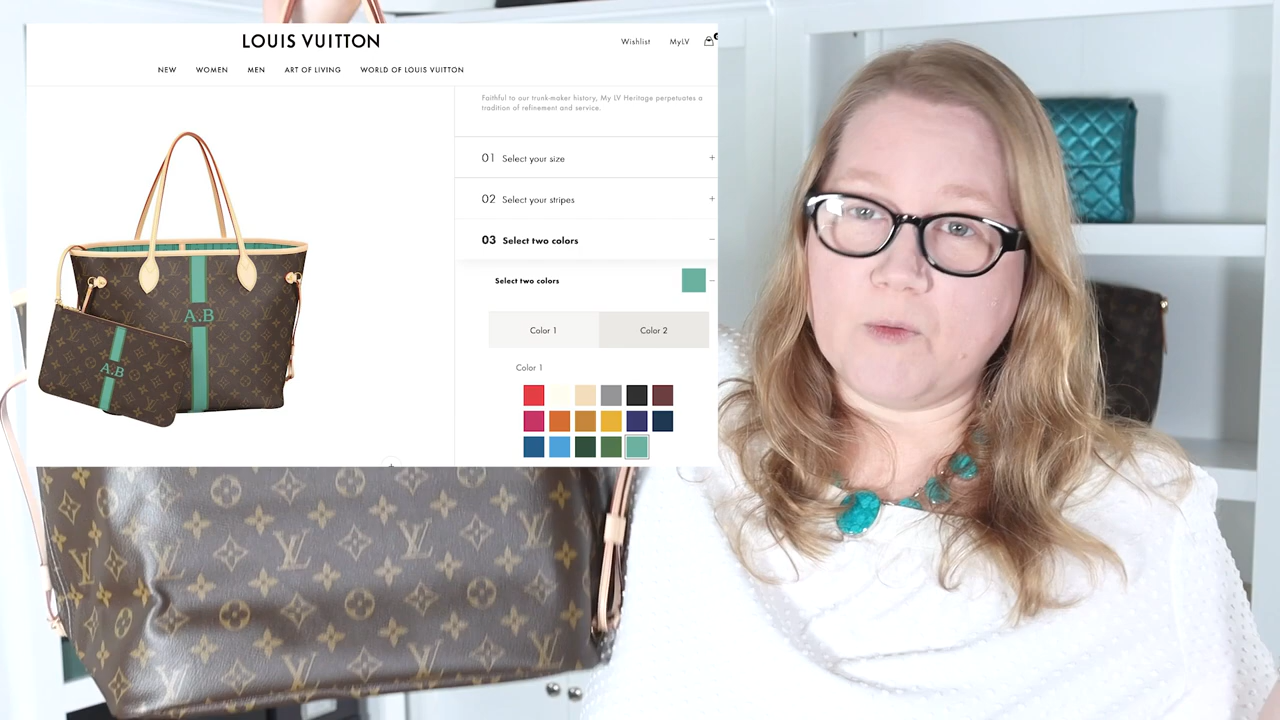 LOUIS VUITTON
Wishlist
MyLV
NEW
WOMEN
MEN
ART OF LIVING
WORLD OF LOUIS VUITTON
Faithful to our trunk-maker history, My LV Heritage perpetuates a
tradition of refinement and service.
01 Select your size +
02 Select your stripes +
03 Select two colors −
Select two colors −
Color 1
Color 2
Color 1
A.B
A.B